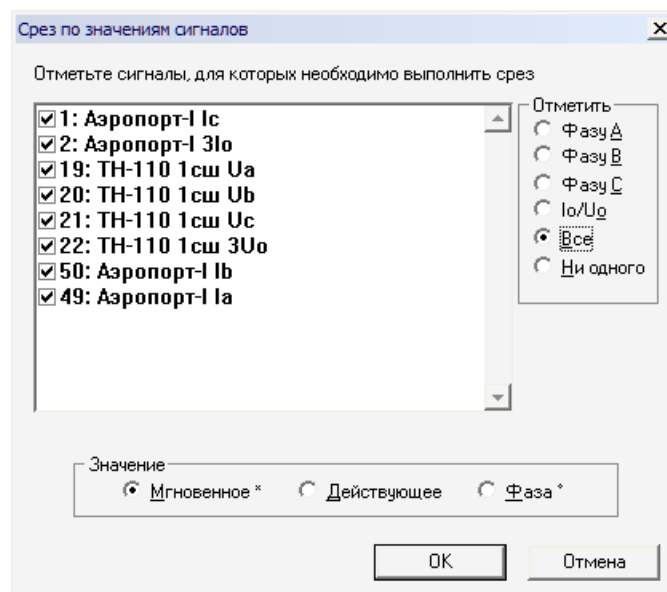 Срез по значениям сигналов
Отметьте сигналы, для которых необходимо выполнить срез
1: Аэропорт-I Ic
2: Аэропорт-I 3Io
19: ТН-110 1сш Ua
20: ТН-110 1сш Ub
21: ТН-110 1сш Uc
22: ТН-110 1сш 3Uo
50: Аэропорт-I Ib
49: Аэропорт-I Ia
Отметить
Фазу A
Фазу B
Фазу C
Io/Uo
Все
Ни одного
Значение
Мгновенное * Действующее Фаза °
OK Отмена